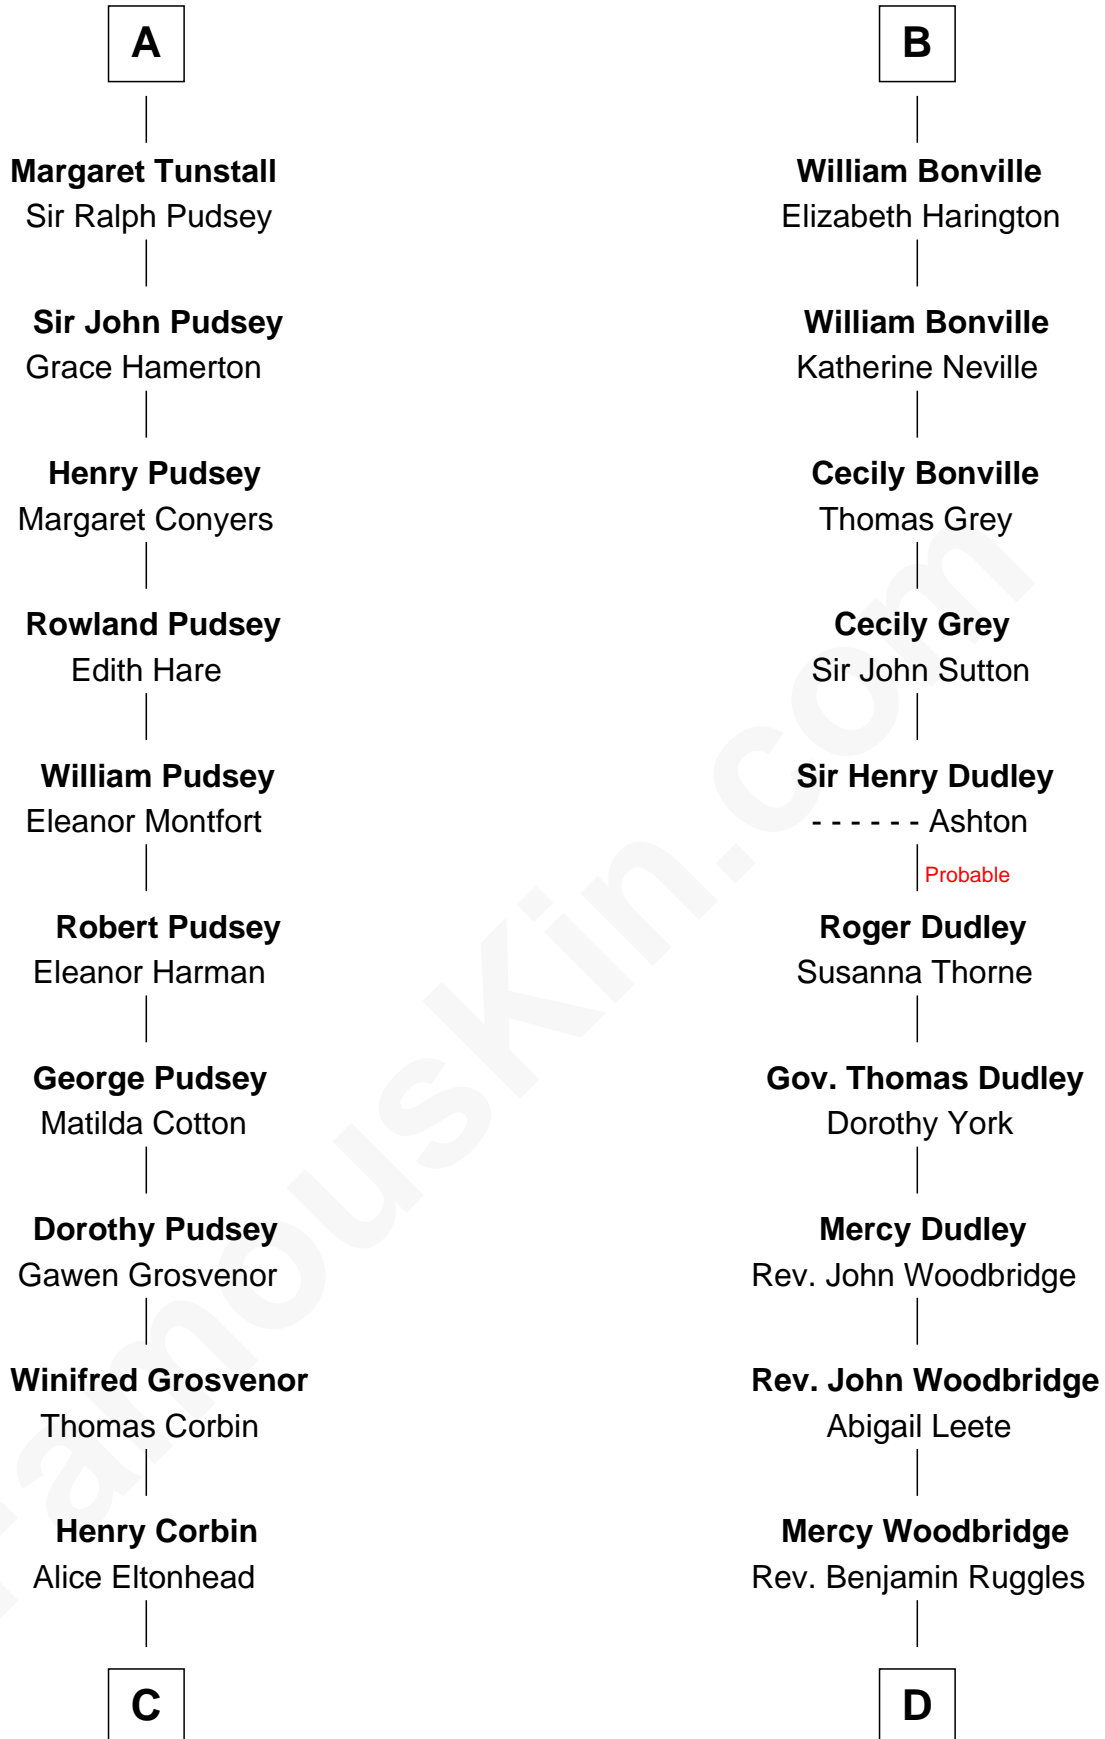 A
Margaret Tunstall
Sir Ralph Pudsey
Sir John Pudsey
Grace Hamerton
Henry Pudsey
Margaret Conyers
Rowland Pudsey
Edith Hare
William Pudsey
Eleanor Montfort
Robert Pudsey
Eleanor Harman
George Pudsey
Matilda Cotton
Dorothy Pudsey
Gawen Grosvenor
Winifred Grosvenor
Thomas Corbin
Henry Corbin
Alice Eltonhead
C
B
William Bonville
Elizabeth Harington
William Bonville
Katherine Neville
Cecily Bonville
Thomas Grey
Cecily Grey
Sir John Sutton
Sir Henry Dudley
- - - - - - Ashton
Probable
Roger Dudley
Susanna Thorne
Gov. Thomas Dudley
Dorothy York
Mercy Dudley
Rev. John Woodbridge
Rev. John Woodbridge
Abigail Leete
Mercy Woodbridge
Rev. Benjamin Ruggles
D
FamousKin.com